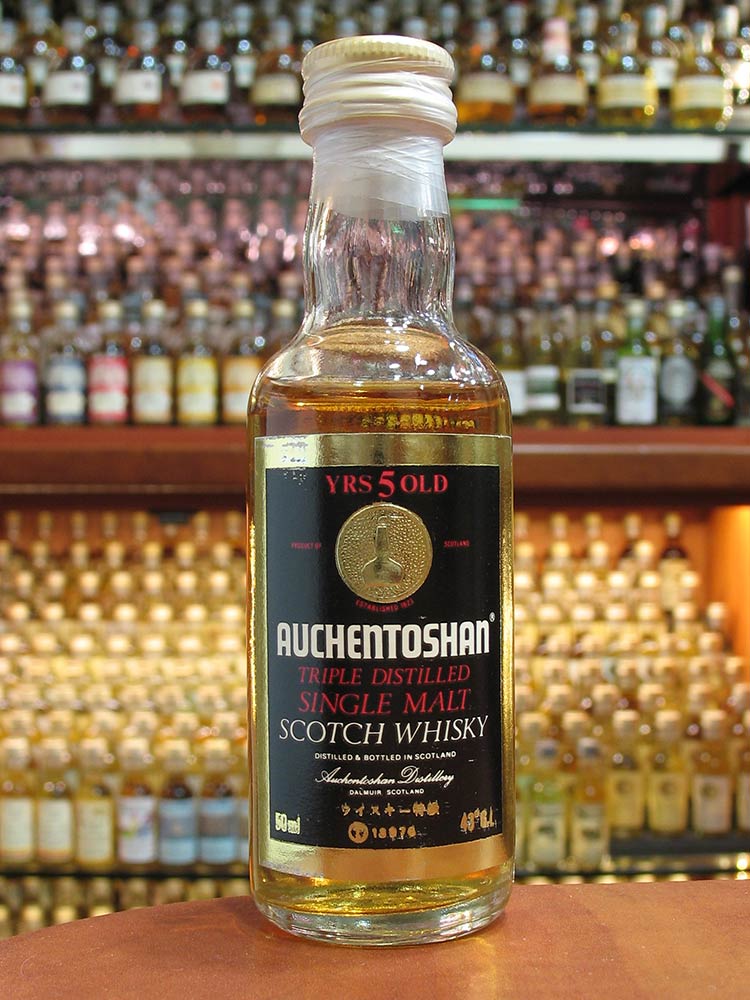 YRS 5 OLD
PRODUCT OF SCOTLAND
ESTABLISHED 1823
AUCHENTOSHAN®
TRIPLE DISTILLED
SINGLE MALT
SCOTCH WHISKY
DISTILLED & BOTTLED IN SCOTLAND
Auchentoshan Distillery
DALMUIR SCOTLAND
ウイスキー特級
50ml 43°G.L.